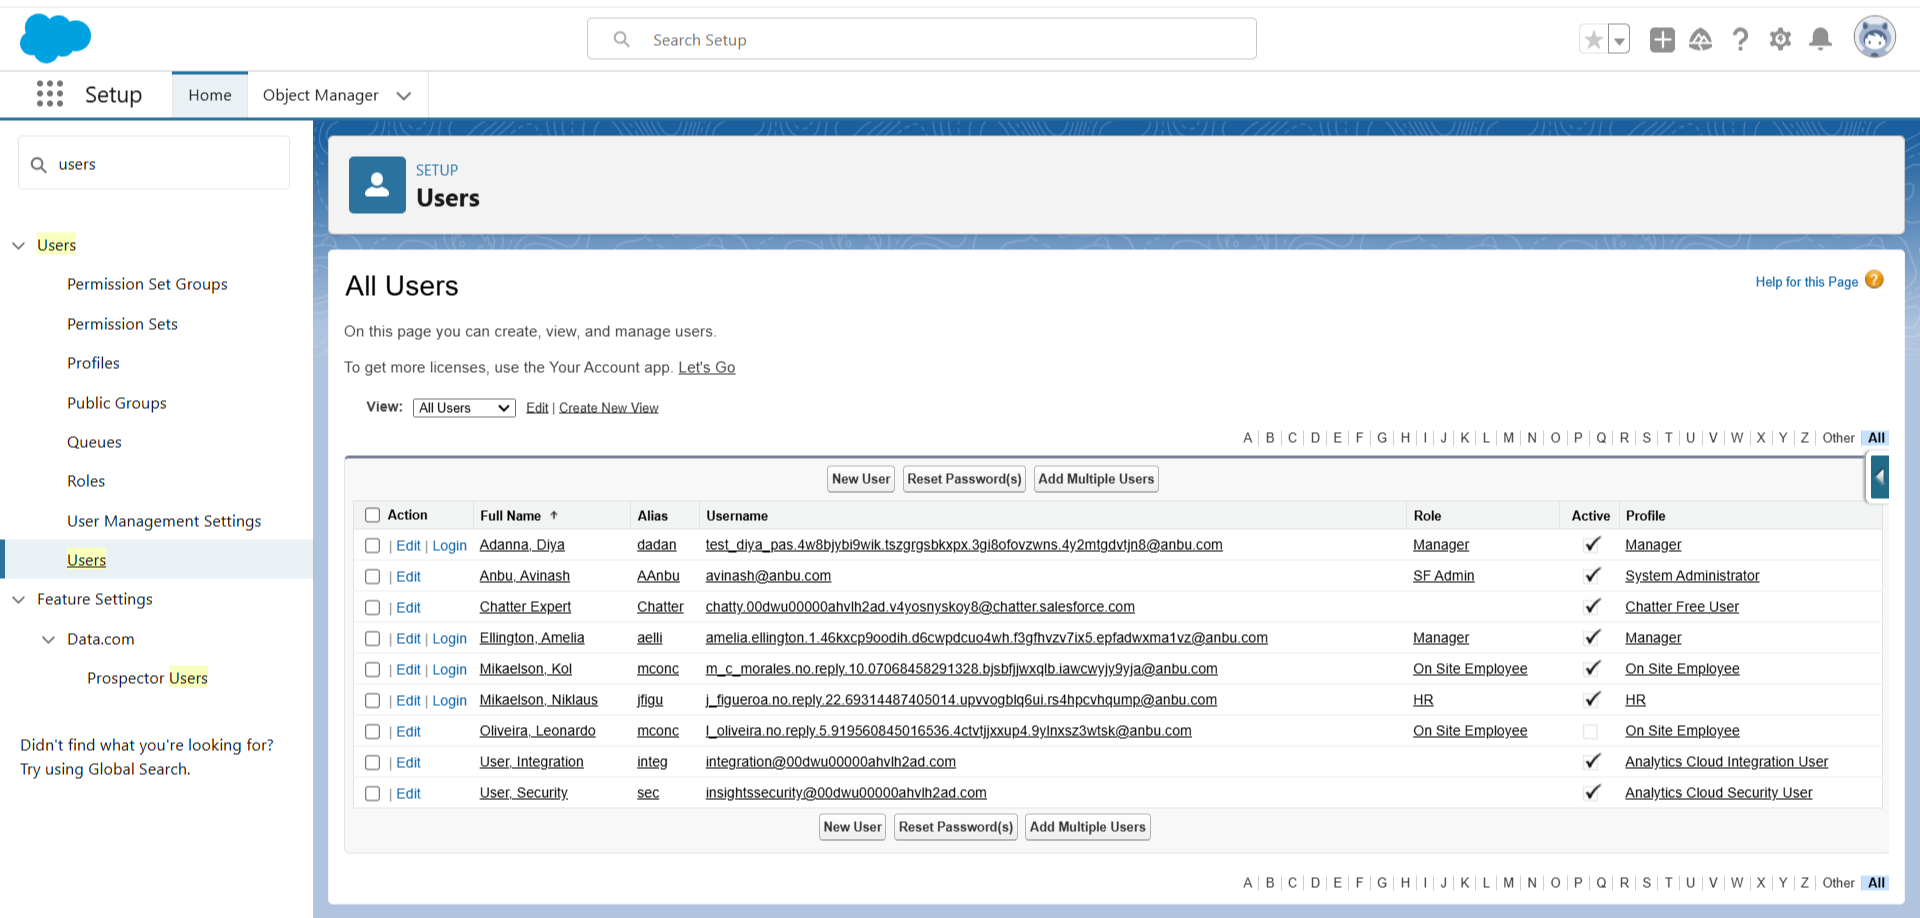 Search Setup
Setup
Home
Object Manager
users
Users
Permission Set Groups
Permission Sets
Profiles
Public Groups
Queues
Roles
User Management Settings
Users
Feature Settings
Data.com
Prospector Users
Didn't find what you're looking for?
Try using Global Search.
SETUP
Users
All Users
Help for this Page ?
On this page you can create, view, and manage users.
To get more licenses, use the Your Account app. Let's Go
View: All Users Edit | Create New View
A | B | C | D | E | F | G | H | I | J | K | L | M | N | O | P | Q | R | S | T | U | V | W | X | Y | Z | Other All
New User Reset Password(s) Add Multiple Users
Action Full Name Alias Username Role Active Profile
| Edit | Login Adanna, Diya dadan test_diya_pas.4w8bjybi9wik.tszgrgsbkxpx.3gi8ofovzwns.4y2mtgdvtjn8@anbu.com Manager Manager
| Edit Anbu, Avinash AAnbu avinash@anbu.com SF Admin System Administrator
| Edit Chatter Expert Chatter chatty.00dwu00000ahvlh2ad.v4yosnyskoy8@chatter.salesforce.com Chatter Free User
| Edit | Login Ellington, Amelia aelli amelia.ellington.1.46kxcp9oodih.d6cwpdcuo4wh.f3gfhvzv7ix5.epfadwxma1vz@anbu.com Manager Manager
| Edit | Login Mikaelson, Kol mconc m_c_morales.no.reply.10.07068458291328.bjsbfjjwxqlb.iawcwyjy9yja@anbu.com On Site Employee On Site Employee
| Edit | Login Mikaelson, Niklaus jfigu j_figueroa.no.reply.22.69314487405014.upvvogblq6ui.rs4hpcvhqump@anbu.com HR HR
| Edit Oliveira, Leonardo mconc l_oliveira.no.reply.5.919560845016536.4ctvtjjxxup4.9ylnxsz3wtsk@anbu.com On Site Employee On Site Employee
| Edit User, Integration integ integration@00dwu00000ahvlh2ad.com Analytics Cloud Integration User
| Edit User, Security sec insightssecurity@00dwu00000ahvlh2ad.com Analytics Cloud Security User
New User Reset Password(s) Add Multiple Users
A | B | C | D | E | F | G | H | I | J | K | L | M | N | O | P | Q | R | S | T | U | V | W | X | Y | Z | Other All